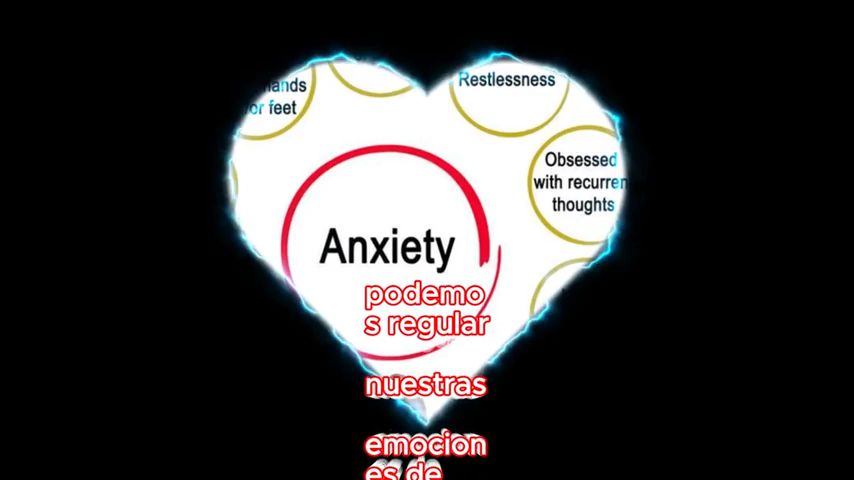 hands
or feet
Restlessness
Obsessed
with recurren
thoughts
Anxiety
podemo
s regular
nuestras
emocion
es de